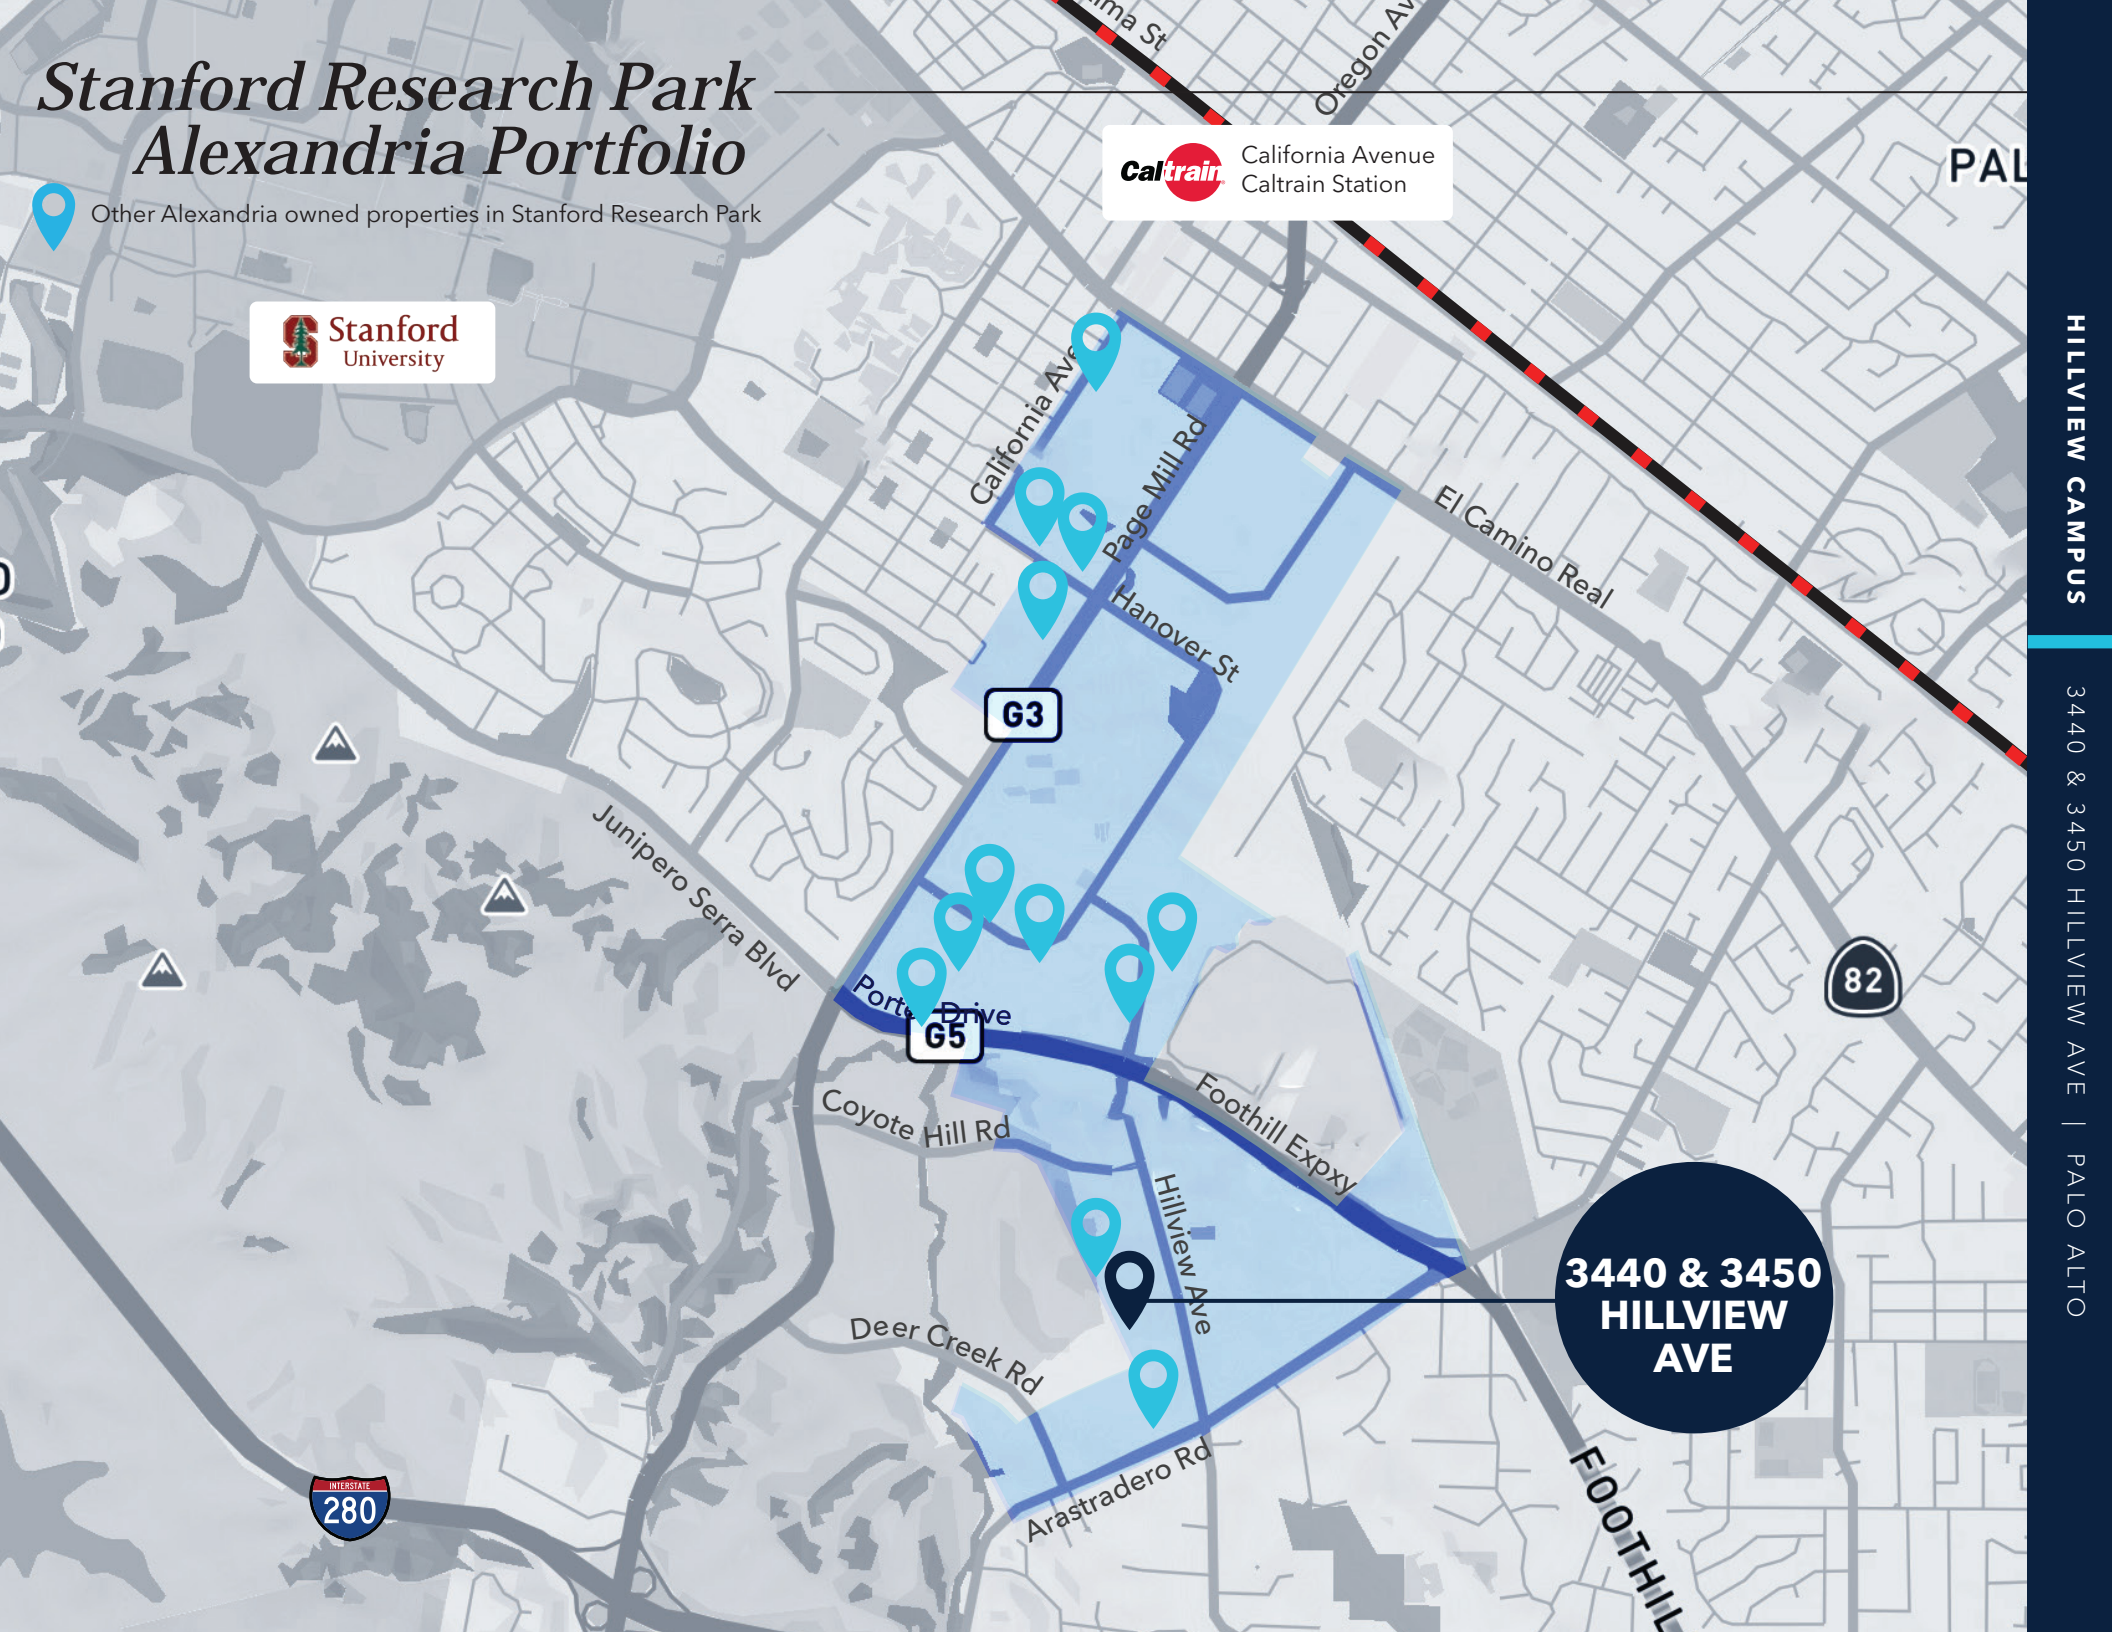 Stanford Research Park
Alexandria Portfolio
Other Alexandria owned properties in Stanford Research Park
Stanford
University
Caltrain
California Avenue
Caltrain Station
Oregon
PAL
California Ave
Page Mill Rd
El Camino Real
Hanover St
G3
Junipero Serra Blvd
82
Porter Drive
G5
Foothill Expxy
Coyote Hill Rd
Hillview Ave
Deer Creek Rd
3440 & 3450
HILLVIEW
AVE
Arastradero Rd
INTERSTATE
280
FOOTHIL
HILLVIEW CAMPUS
3440 & 3450 HILLVIEW AVE | PALO ALTO